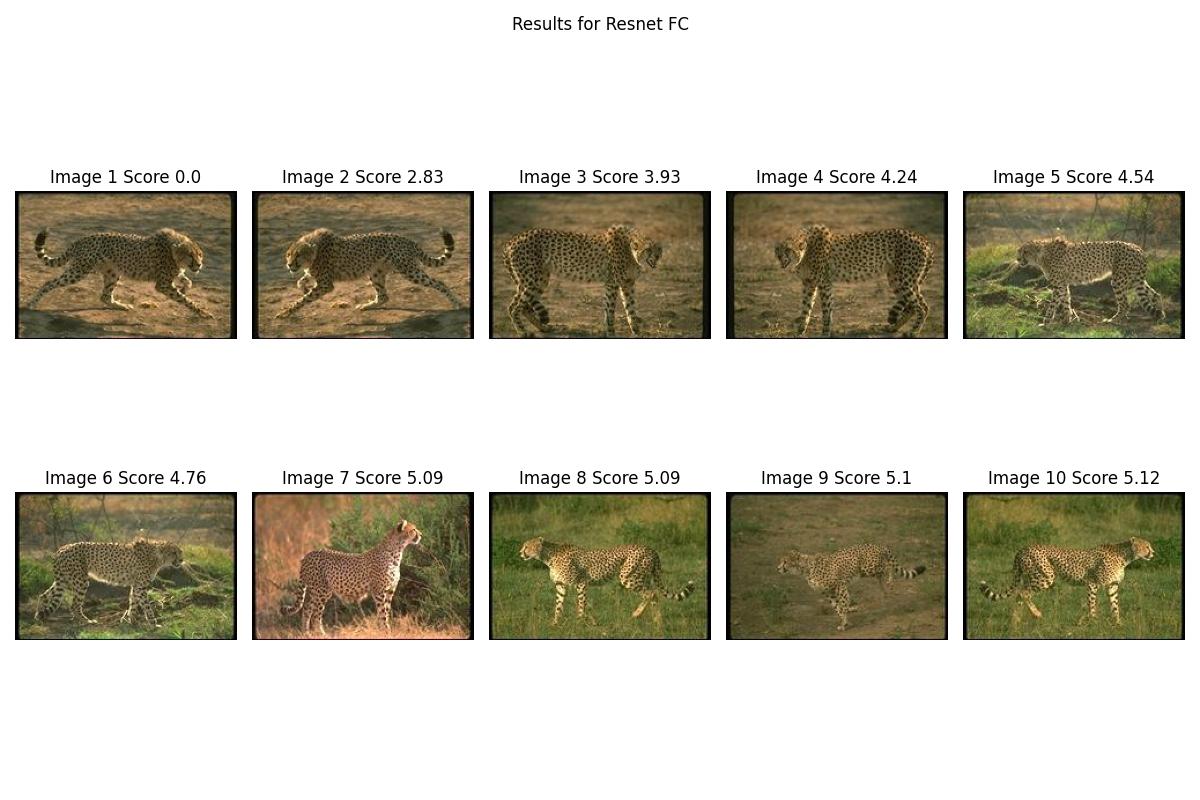 Results for Resnet FC
Image 1 Score 0.0
Image 2 Score 2.83
Image 3 Score 3.93
Image 4 Score 4.24
Image 5 Score 4.54
Image 6 Score 4.76
Image 7 Score 5.09
Image 8 Score 5.09
Image 9 Score 5.1
Image 10 Score 5.12